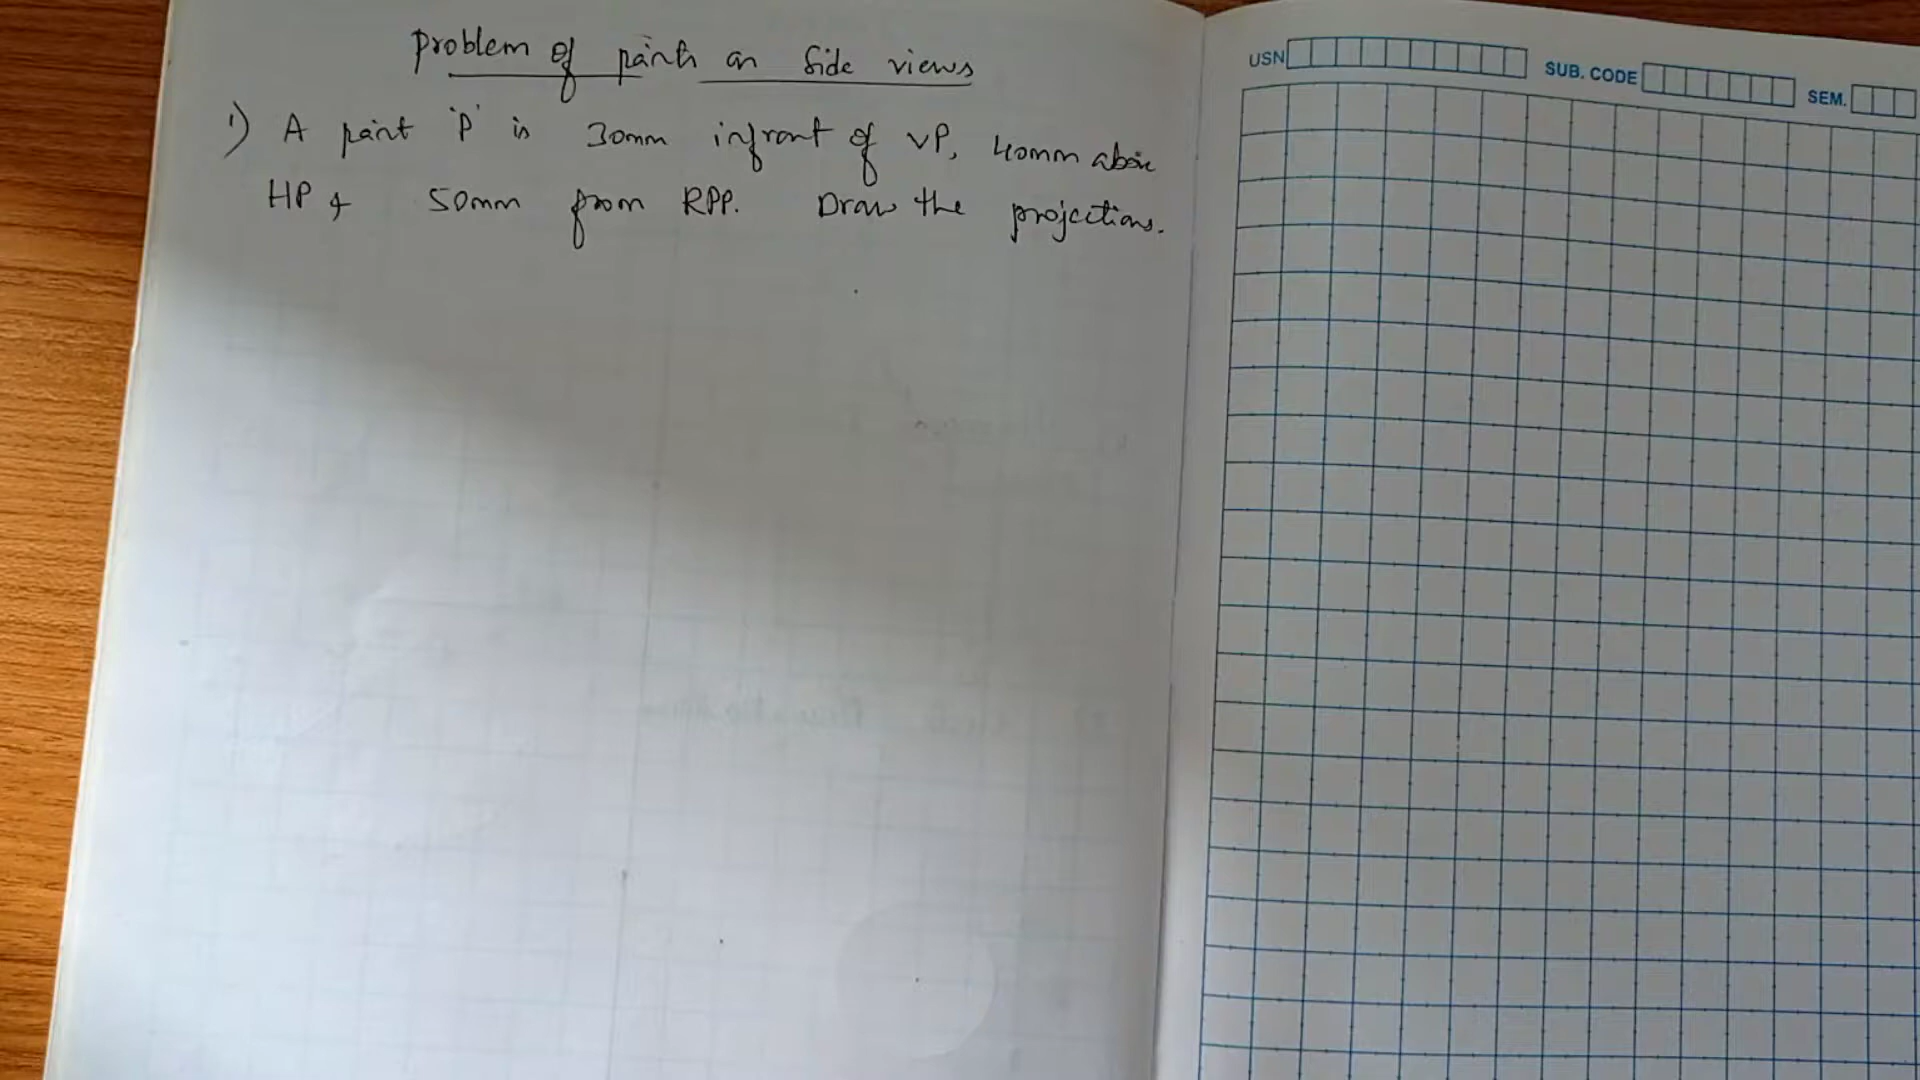 problem of points on Side views
1) A point 'P' is 30mm infront of VP, 40mm above
HP & 50mm from RPP. Draw the projections.
USN SUB. CODE SEM.